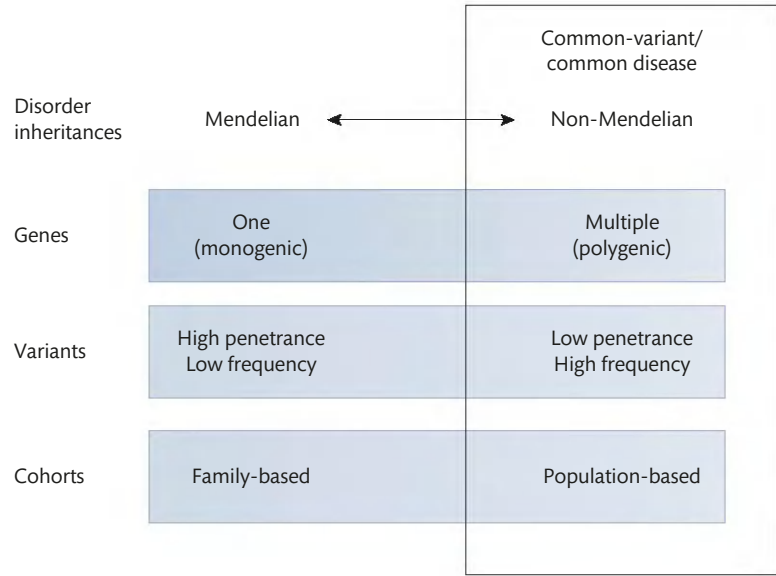 Common-variant/
common disease
Disorder
inheritances
Mendelian
Non-Mendelian
Genes
One
(monogenic)
Multiple
(polygenic)
Variants
High penetrance
Low frequency
Low penetrance
High frequency
Cohorts
Family-based
Population-based